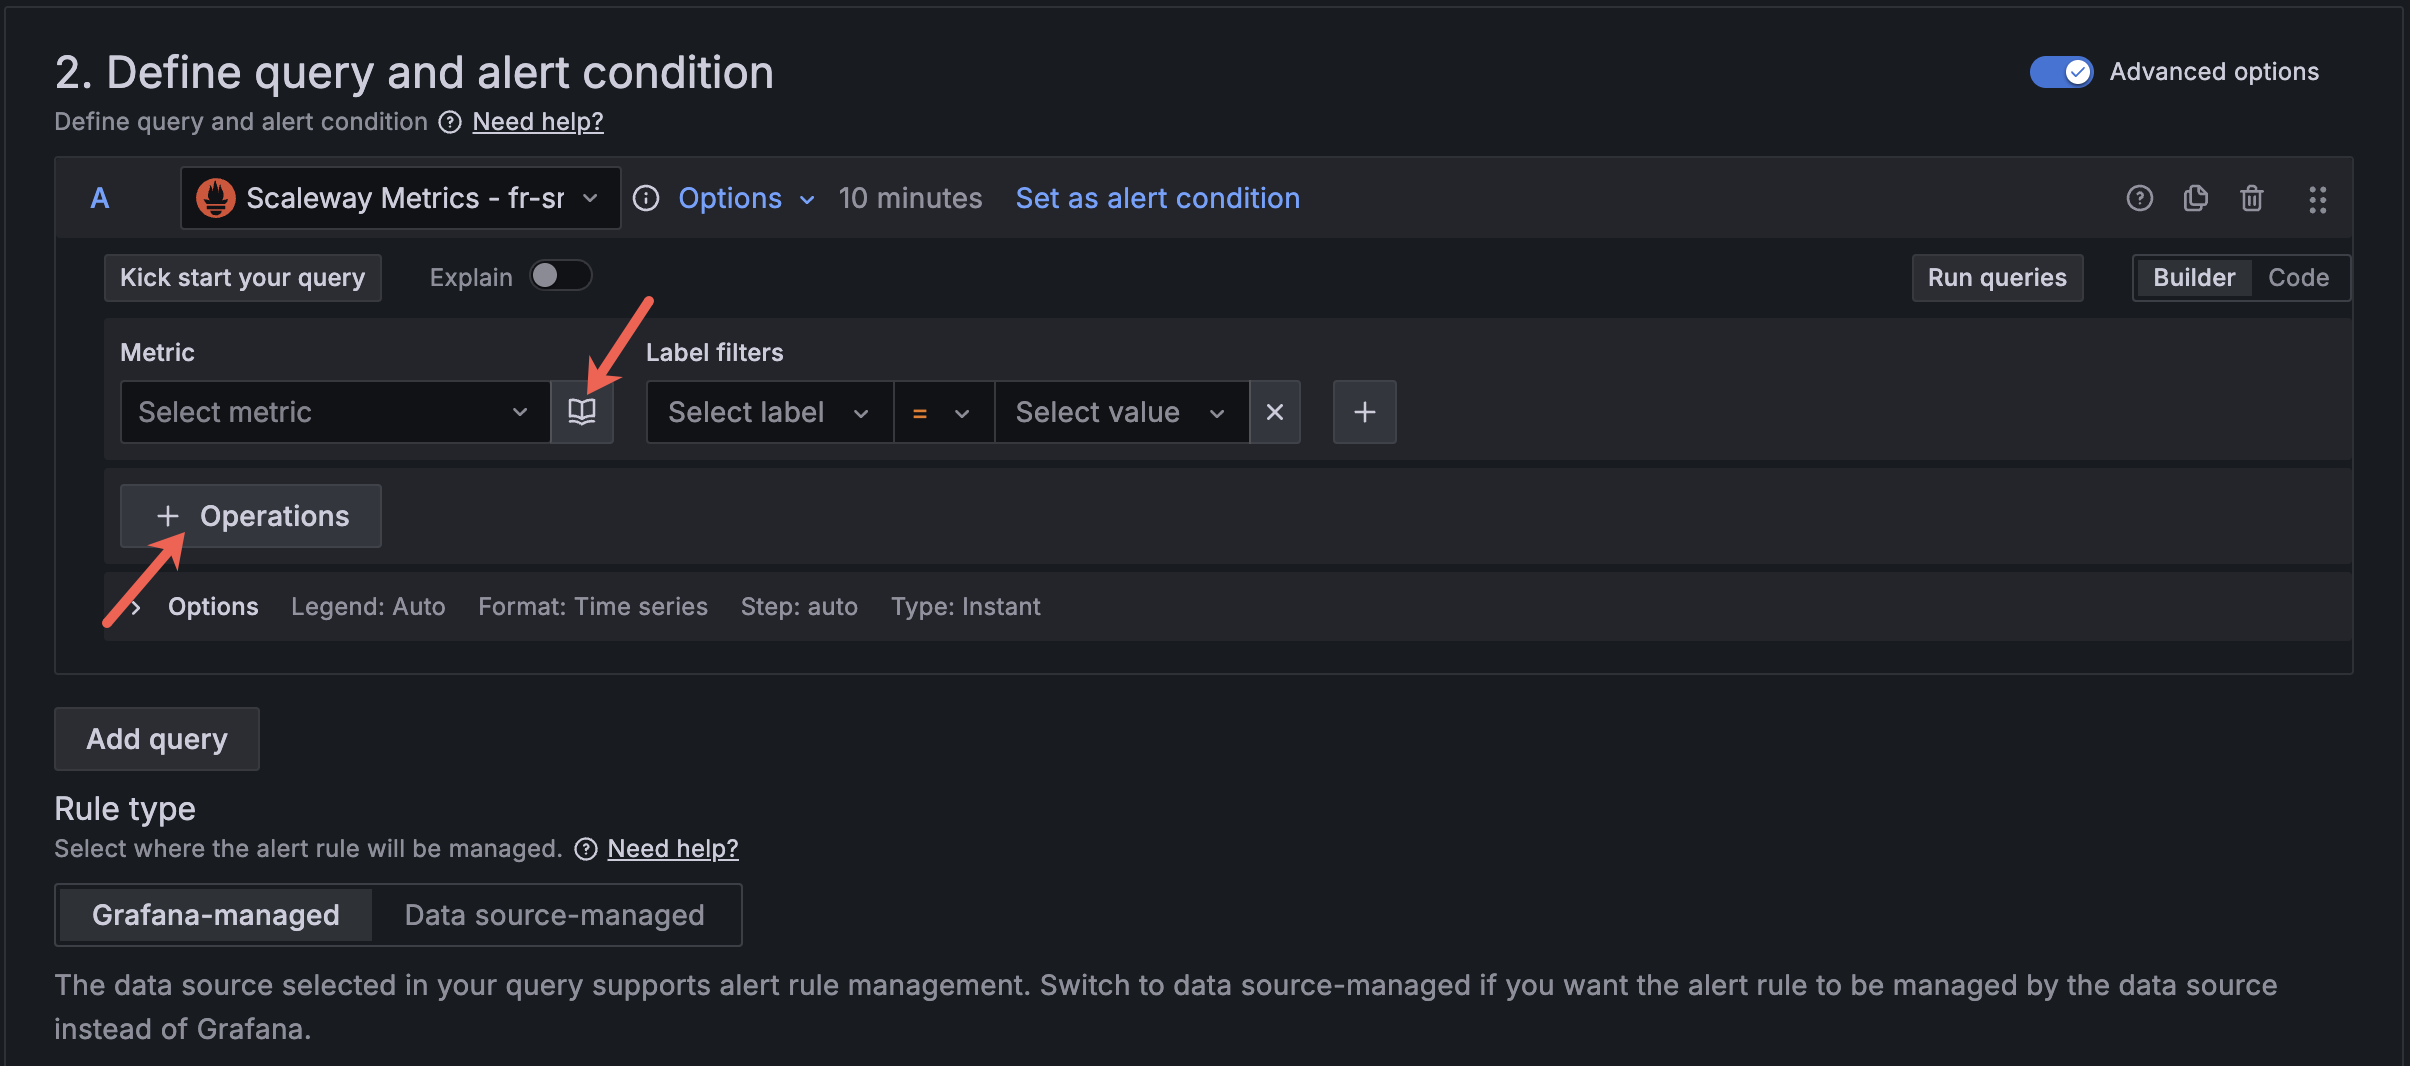 2. Define query and alert condition
Advanced options
Define query and alert condition Need help?
A Scaleway Metrics - fr-sr Options 10 minutes Set as alert condition
Kick start your query Explain Run queries Builder Code
Metric Label filters
Select metric Select label = Select value
+ Operations
Options Legend: Auto Format: Time series Step: auto Type: Instant
Add query
Rule type
Select where the alert rule will be managed. Need help?
Grafana-managed Data source-managed
The data source selected in your query supports alert rule management. Switch to data source-managed if you want the alert rule to be managed by the data source
instead of Grafana.